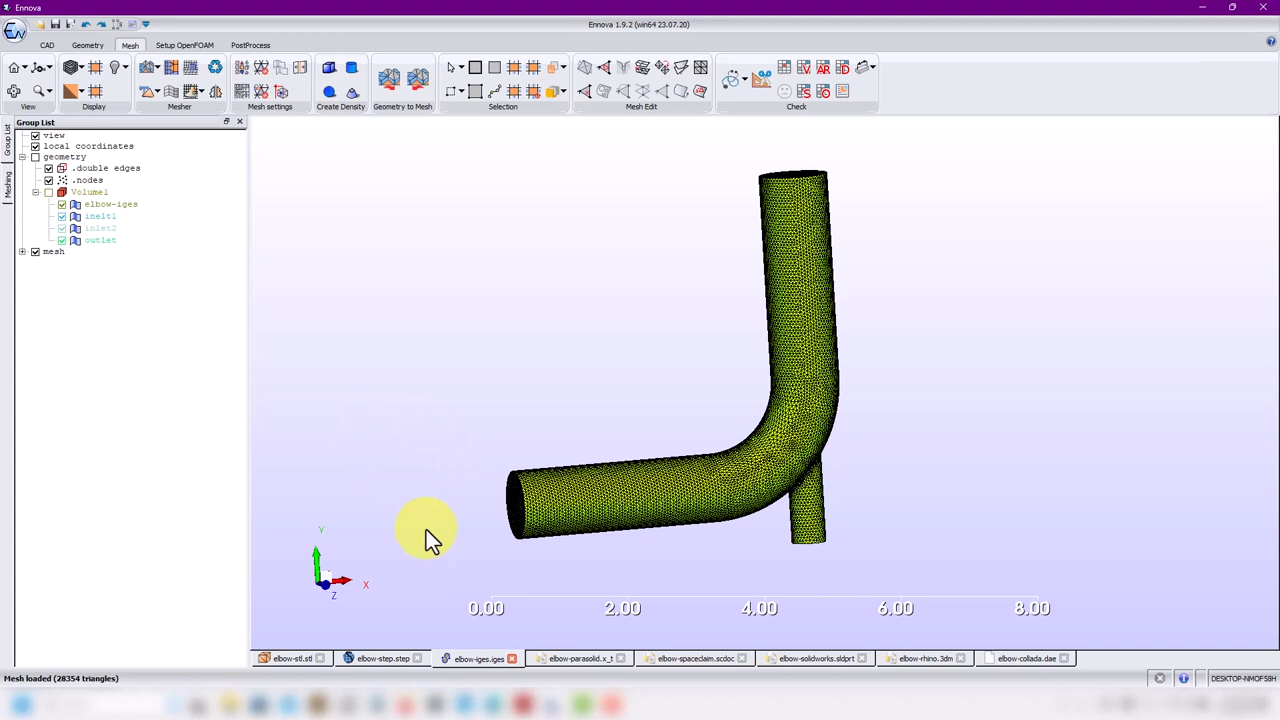 Ennova
Ennova 1.9.2 (win64 23.07.20)
CAD Geometry Mesh Setup OpenFOAM PostProcess
View Display Mesher Mesh settings Create Density Geometry to Mesh Selection Mesh Edit Check
Group List
Group List
Meshing
view
local coordinates
geometry
.double edges
.nodes
Volume1
elbow-iges
inelt1
inlet2
outlet
mesh
Y
X
Z
0.00 2.00 4.00 6.00 8.00
elbow-stl.stl elbow-step.step elbow-iges.iges elbow-parasolid.x_t elbow-spaceclaim.scdoc elbow-solidworks.sldprt elbow-rhino.3dm elbow-collada.dae
Mesh loaded (28354 triangles)
DESKTOP-NMOF58H